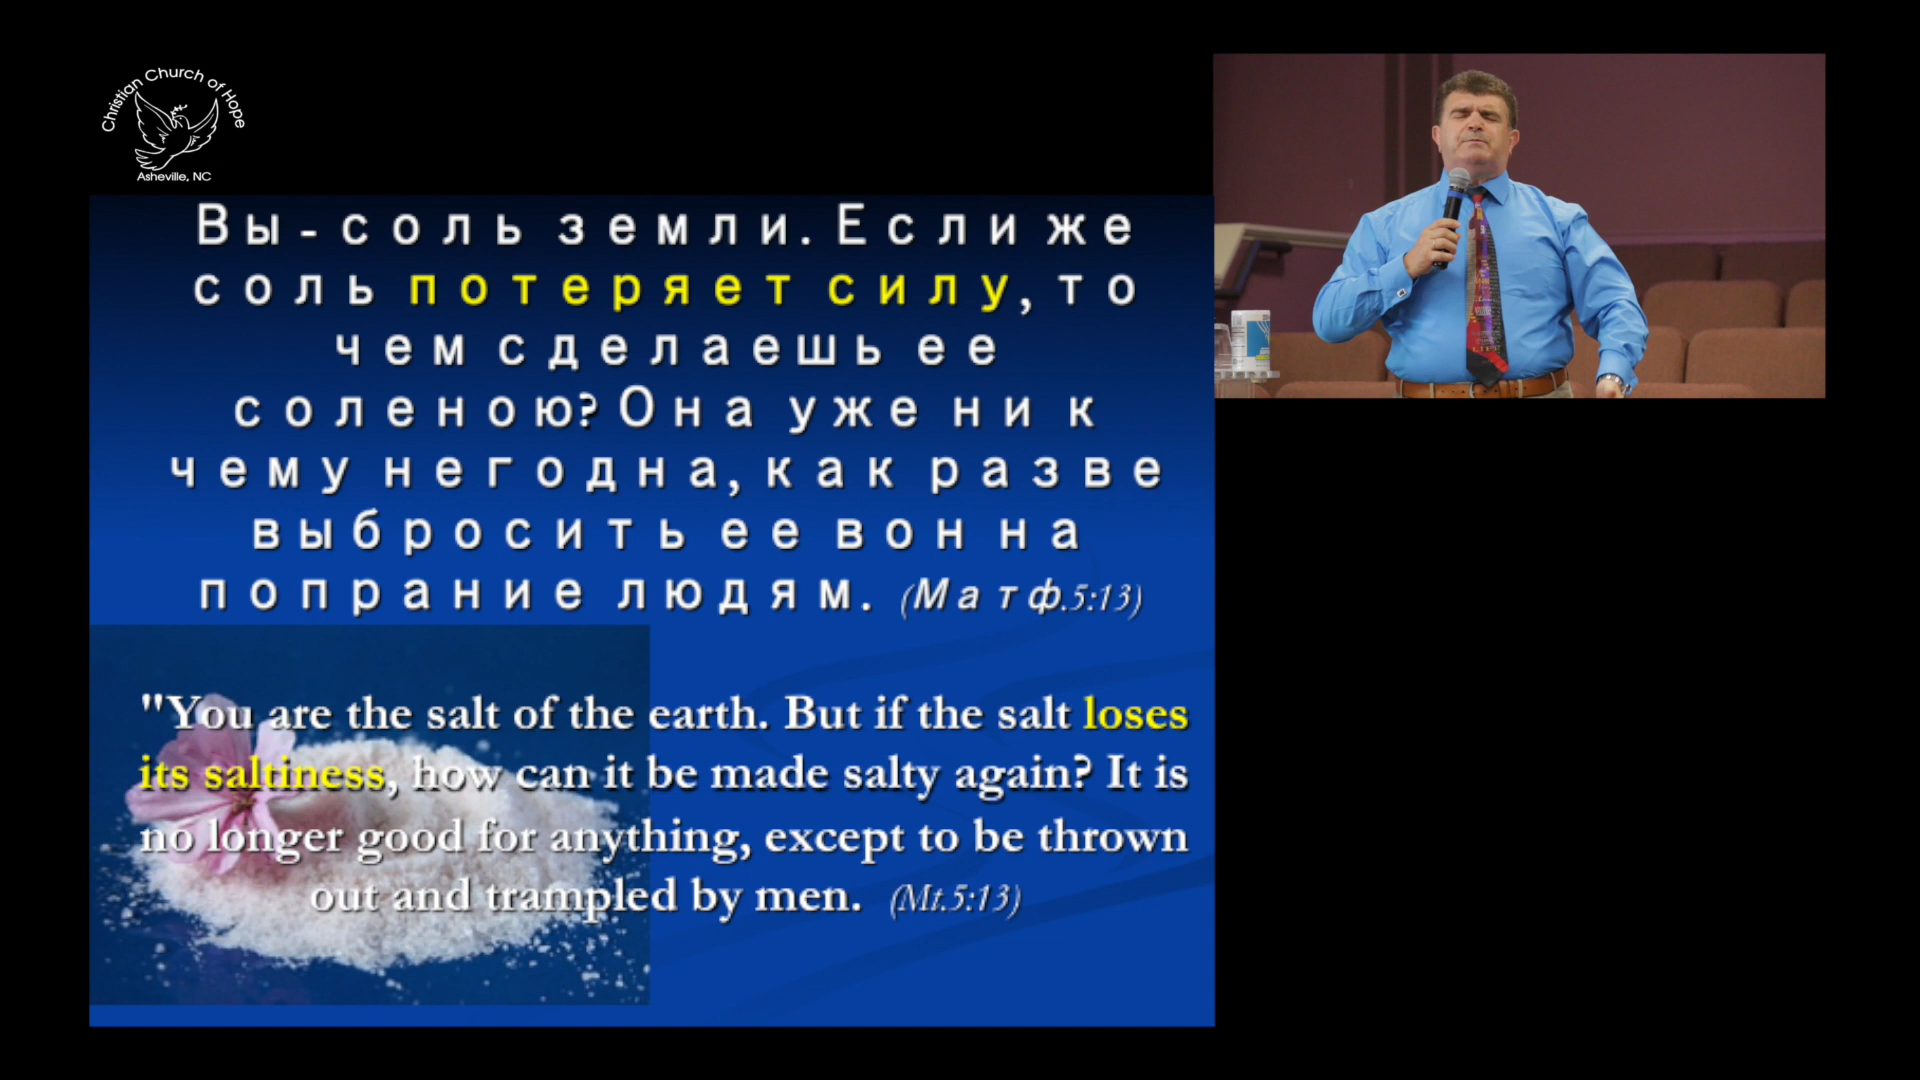 Christian Church of Hope
Asheville, NC
Вы - соль земли. Если же
соль потеряет силу, то
чем сделаешь ее
соленою? Она уже ни к
чему негодна, как разве
выбросить ее вон на
попрание людям. (Матф.5:13)
"You are the salt of the earth. But if the salt loses
its saltiness, how can it be made salty again? It is
no longer good for anything, except to be thrown
out and trampled by men. (Mt.5:13)